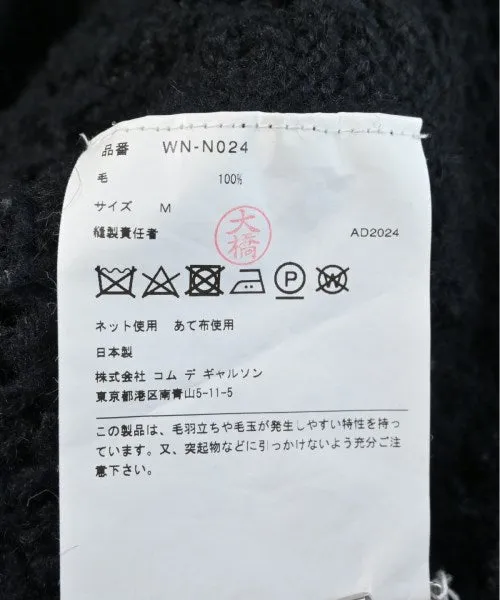 品番 WN-N024
毛 100%
サイズ M
縫製責任者 大橋 AD2024
P W
ネット使用 あて布使用
日本製
株式会社 コム デ ギャルソン
東京都港区南青山5-11-5
この製品は、毛羽立ちや毛玉が発生しやすい特性を持っ
ています。又、突起物などに引っかけないよう充分ご注
意下さい。